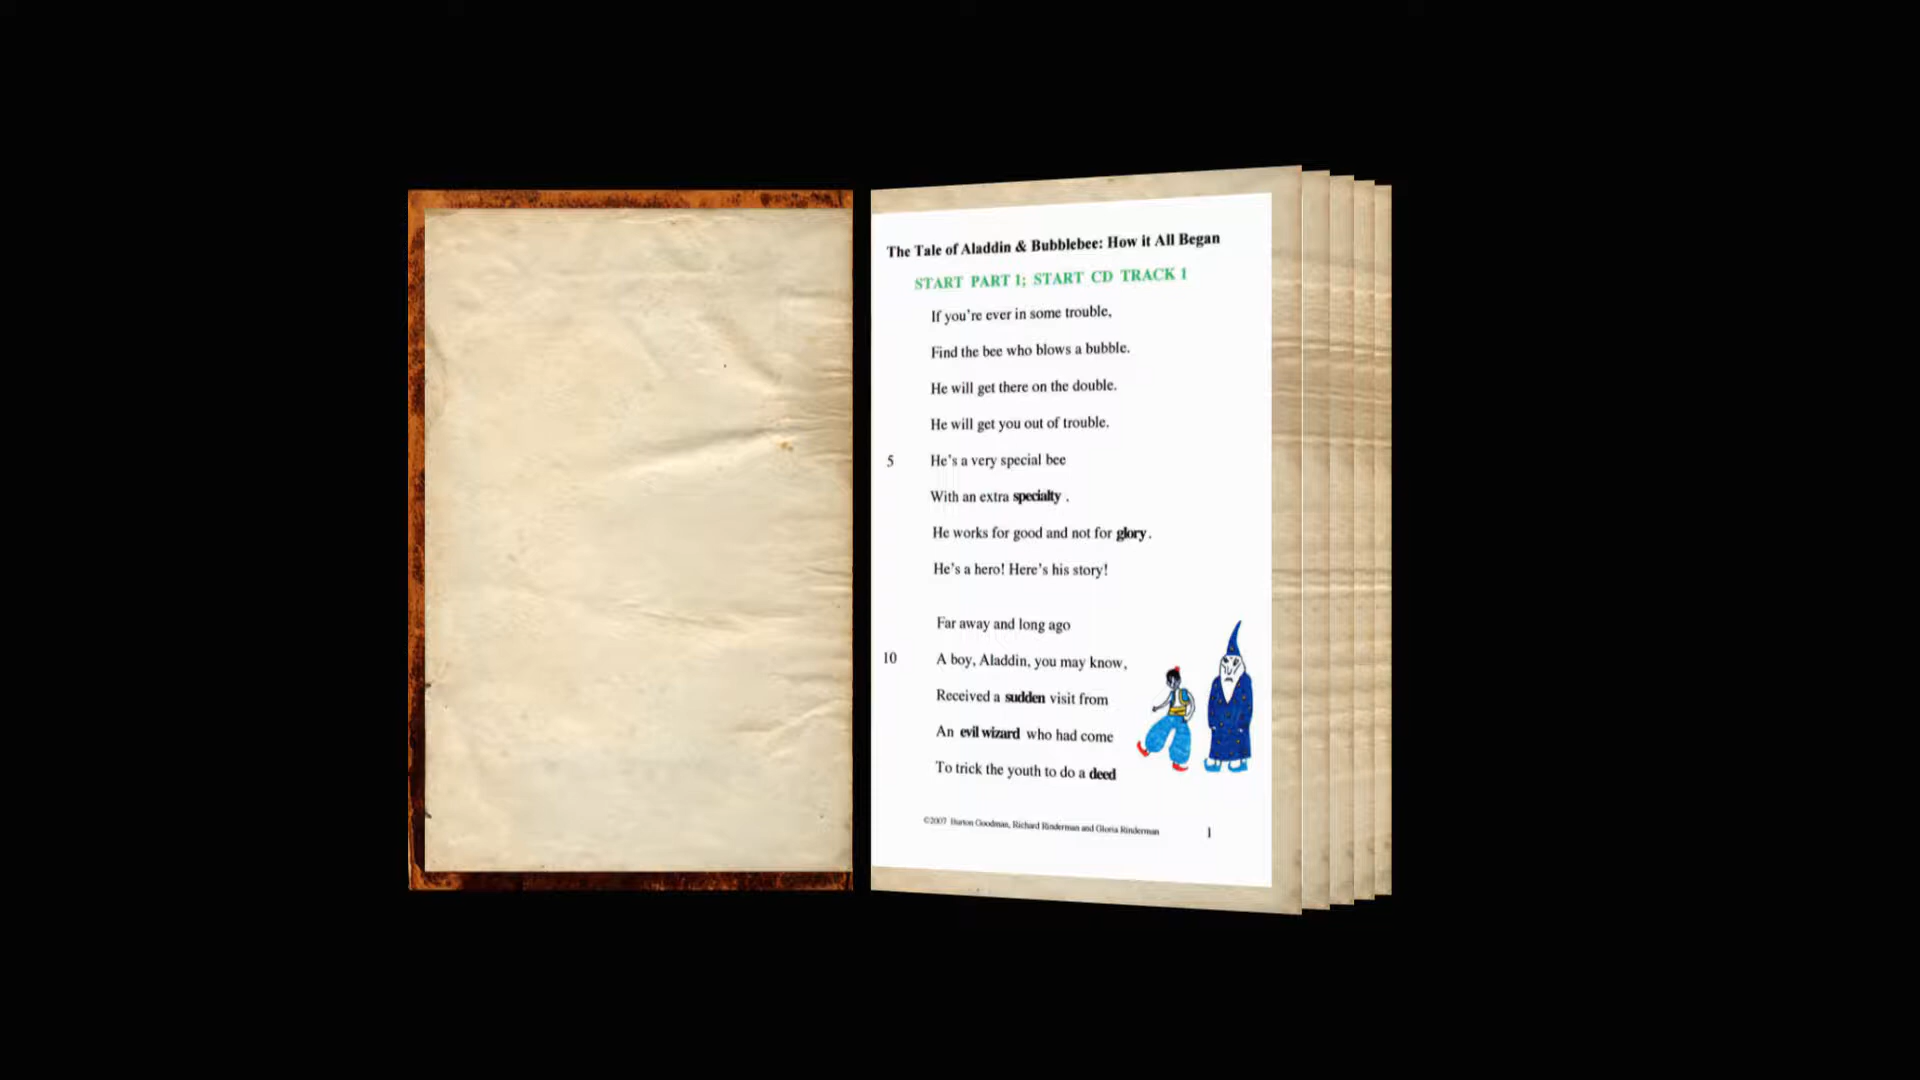 The Tale of Aladdin & Bubblebee: How it All Began
START PART 1; START CD TRACK 1
If you're ever in some trouble,
Find the bee who blows a bubble.
He will get there on the double.
He will get you out of trouble.
5 He's a very special bee
With an extra specialty .
He works for good and not for glory.
He's a hero! Here's his story!
Far away and long ago
10 A boy, Aladdin, you may know,
Received a sudden visit from
An evil wizard who had come
To trick the youth to do a deed
©2007 Burton Goodman, Richard Rinderman and Gloria Rinderman 1